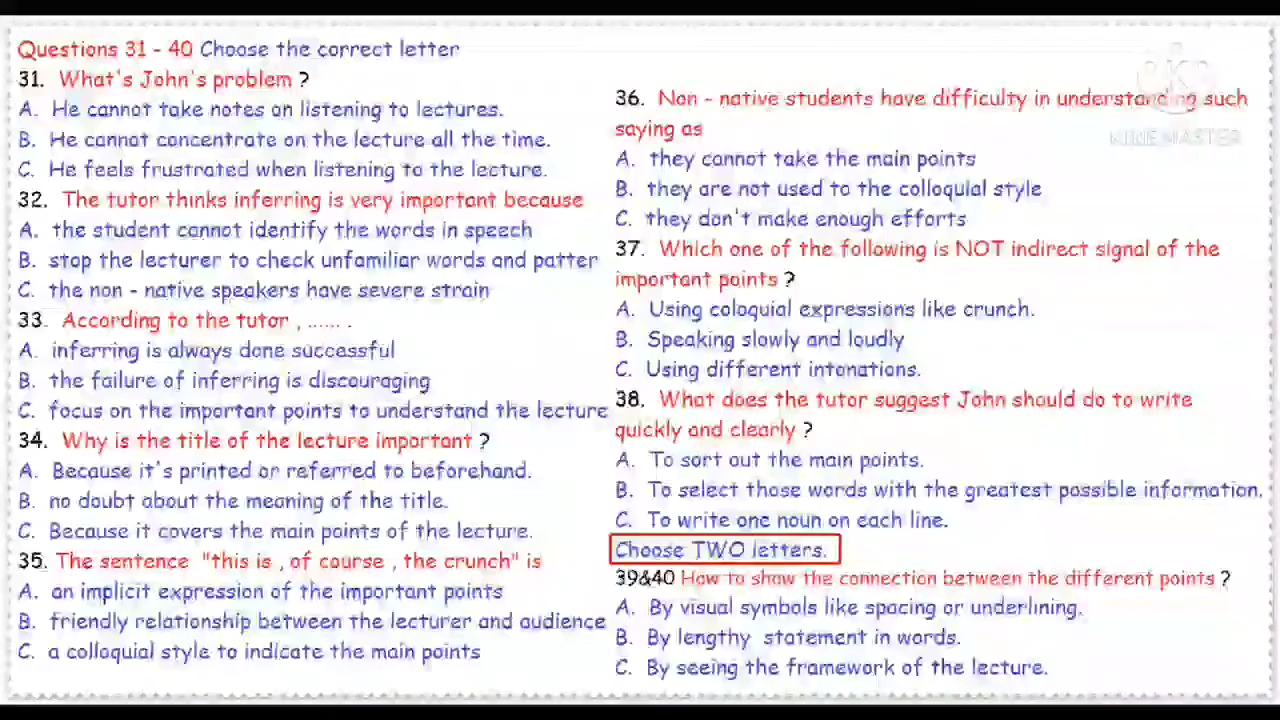 Questions 31 - 40 Choose the correct letter
31. What's John's problem ?
A. He cannot take notes on listening to lectures.
B. He cannot concentrate on the lecture all the time.
C. He feels frustrated when listening to the lecture.
32. The tutor thinks inferring is very important because
A. the student cannot identify the words in speech
B. stop the lecturer to check unfamiliar words and patter
C. the non - native speakers have severe strain
33. According to the tutor , ...... .
A. inferring is always done successful
B. the failure of inferring is discouraging
C. focus on the important points to understand the lecture
34. Why is the title of the lecture important ?
A. Because it's printed or referred to beforehand.
B. no doubt about the meaning of the title.
C. Because it covers the main points of the lecture.
35. The sentence "this is , of course , the crunch" is
A. an implicit expression of the important points
B. friendly relationship between the lecturer and audience
C. a colloquial style to indicate the main points
36. Non - native students have difficulty in understanding such
saying as
A. they cannot take the main points
B. they are not used to the colloquial style
C. they don't make enough efforts
37. Which one of the following is NOT indirect signal of the
important points ?
A. Using coloquial expressions like crunch.
B. Speaking slowly and loudly
C. Using different intonations.
38. What does the tutor suggest John should do to write
quickly and clearly ?
A. To sort out the main points.
B. To select those words with the greatest possible information.
C. To write one noun on each line.
Choose TWO letters.
39&40 How to show the connection between the different points ?
A. By visual symbols like spacing or underlining.
B. By lengthy statement in words.
C. By seeing the framework of the lecture.
KINEMASTER